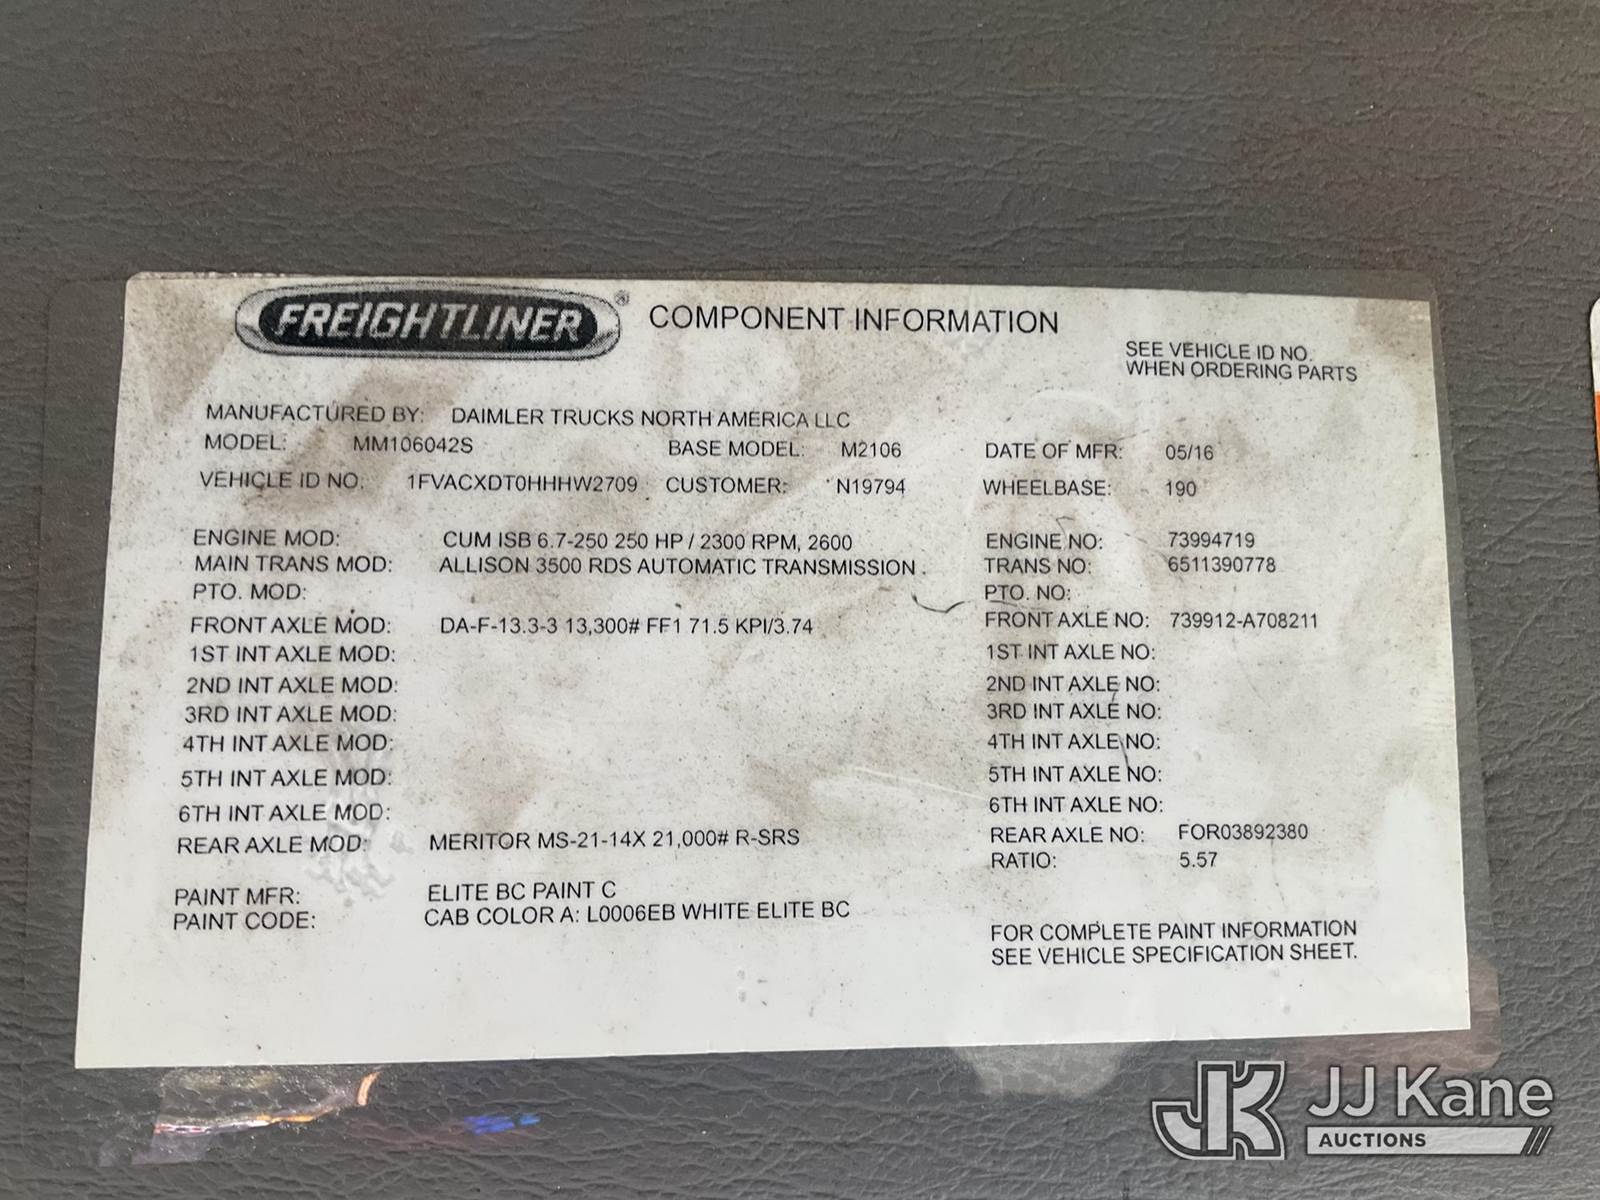 FREIGHTLINER® COMPONENT INFORMATION
SEE VEHICLE ID NO.
WHEN ORDERING PARTS
MANUFACTURED BY: DAIMLER TRUCKS NORTH AMERICA LLC
MODEL: MM106042S BASE MODEL: M2106 DATE OF MFR: 05/16
VEHICLE ID NO. 1FVACXDT0HHHW2709 CUSTOMER: N19794 WHEELBASE: 190
ENGINE MOD: CUM ISB 6.7-250 250 HP / 2300 RPM, 2600 ENGINE NO: 73994719
MAIN TRANS MOD: ALLISON 3500 RDS AUTOMATIC TRANSMISSION TRANS NO: 6511390778
PTO. MOD: PTO. NO:
FRONT AXLE MOD: DA-F-13.3-3 13,300# FF1 71.5 KPI/3.74 FRONT AXLE NO: 739912-A708211
1ST INT AXLE MOD: 1ST INT AXLE NO:
2ND INT AXLE MOD: 2ND INT AXLE NO:
3RD INT AXLE MOD: 3RD INT AXLE NO:
4TH INT AXLE MOD: 4TH INT AXLE NO:
5TH INT AXLE MOD: 5TH INT AXLE NO:
6TH INT AXLE MOD: 6TH INT AXLE NO:
REAR AXLE MOD: MERITOR MS-21-14X 21,000# R-SRS REAR AXLE NO: FOR03892380
RATIO: 5.57
PAINT MFR: ELITE BC PAINT C
PAINT CODE: CAB COLOR A: L0006EB WHITE ELITE BC
FOR COMPLETE PAINT INFORMATION
SEE VEHICLE SPECIFICATION SHEET.
JK JJ Kane
AUCTIONS